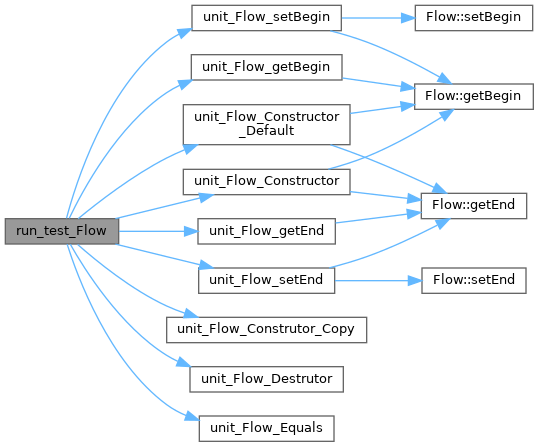 run_test_Flow
unit_Flow_setBegin
unit_Flow_getBegin
unit_Flow_Constructor
_Default
unit_Flow_Constructor
unit_Flow_getEnd
unit_Flow_setEnd
unit_Flow_Construtor_Copy
unit_Flow_Destrutor
unit_Flow_Equals
Flow::setBegin
Flow::getBegin
Flow::getEnd
Flow::setEnd